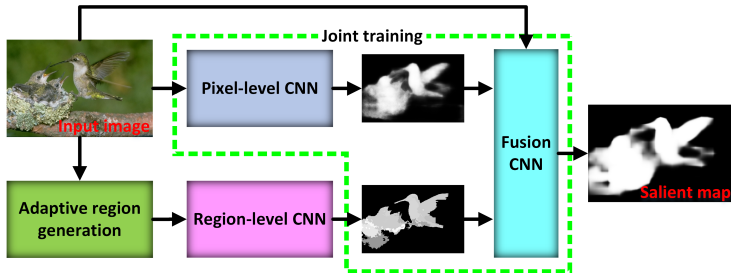 Joint training
Input image
Pixel-level CNN
Fusion
CNN
Salient map
Adaptive region
generation
Region-level CNN